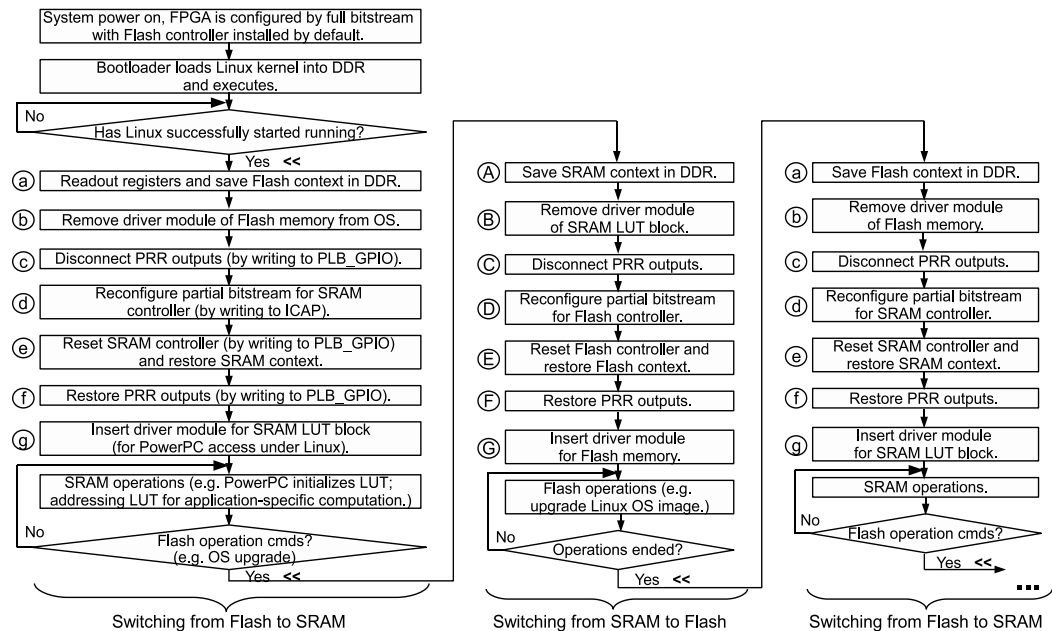 System power on, FPGA is configured by full bitstream
with Flash controller installed by default.
Bootloader loads Linux kernel into DDR
and executes.
No
Has Linux successfully started running?
Yes <<
a Readout registers and save Flash context in DDR.
b Remove driver module of Flash memory from OS.
c Disconnect PRR outputs (by writing to PLB_GPIO).
d Reconfigure partial bitstream for SRAM
controller (by writing to ICAP).
e Reset SRAM controller (by writing to PLB_GPIO)
and restore SRAM context.
f Restore PRR outputs (by writing to PLB_GPIO).
g Insert driver module for SRAM LUT block
(for PowerPC access under Linux).
SRAM operations (e.g. PowerPC initializes LUT;
addressing LUT for application-specific computation.)
No
Flash operation cmds?
(e.g. OS upgrade)
Yes <<
Switching from Flash to SRAM
A Save SRAM context in DDR.
B Remove driver module
of SRAM LUT block.
C Disconnect PRR outputs.
D Reconfigure partial bitstream
for Flash controller.
E Reset Flash controller and
restore Flash context.
F Restore PRR outputs.
G Insert driver module
for Flash memory.
Flash operations (e.g.
upgrade Linux OS image.)
No
Operations ended?
Yes <<
Switching from SRAM to Flash
a Save Flash context in DDR.
b Remove driver module
of Flash memory.
c Disconnect PRR outputs.
d Reconfigure partial bitstream
for SRAM controller.
e Reset SRAM controller and
restore SRAM context.
f Restore PRR outputs.
g Insert driver module
for SRAM LUT block.
SRAM operations.
No
Flash operation cmds?
Yes <<
...
Switching from Flash to SRAM